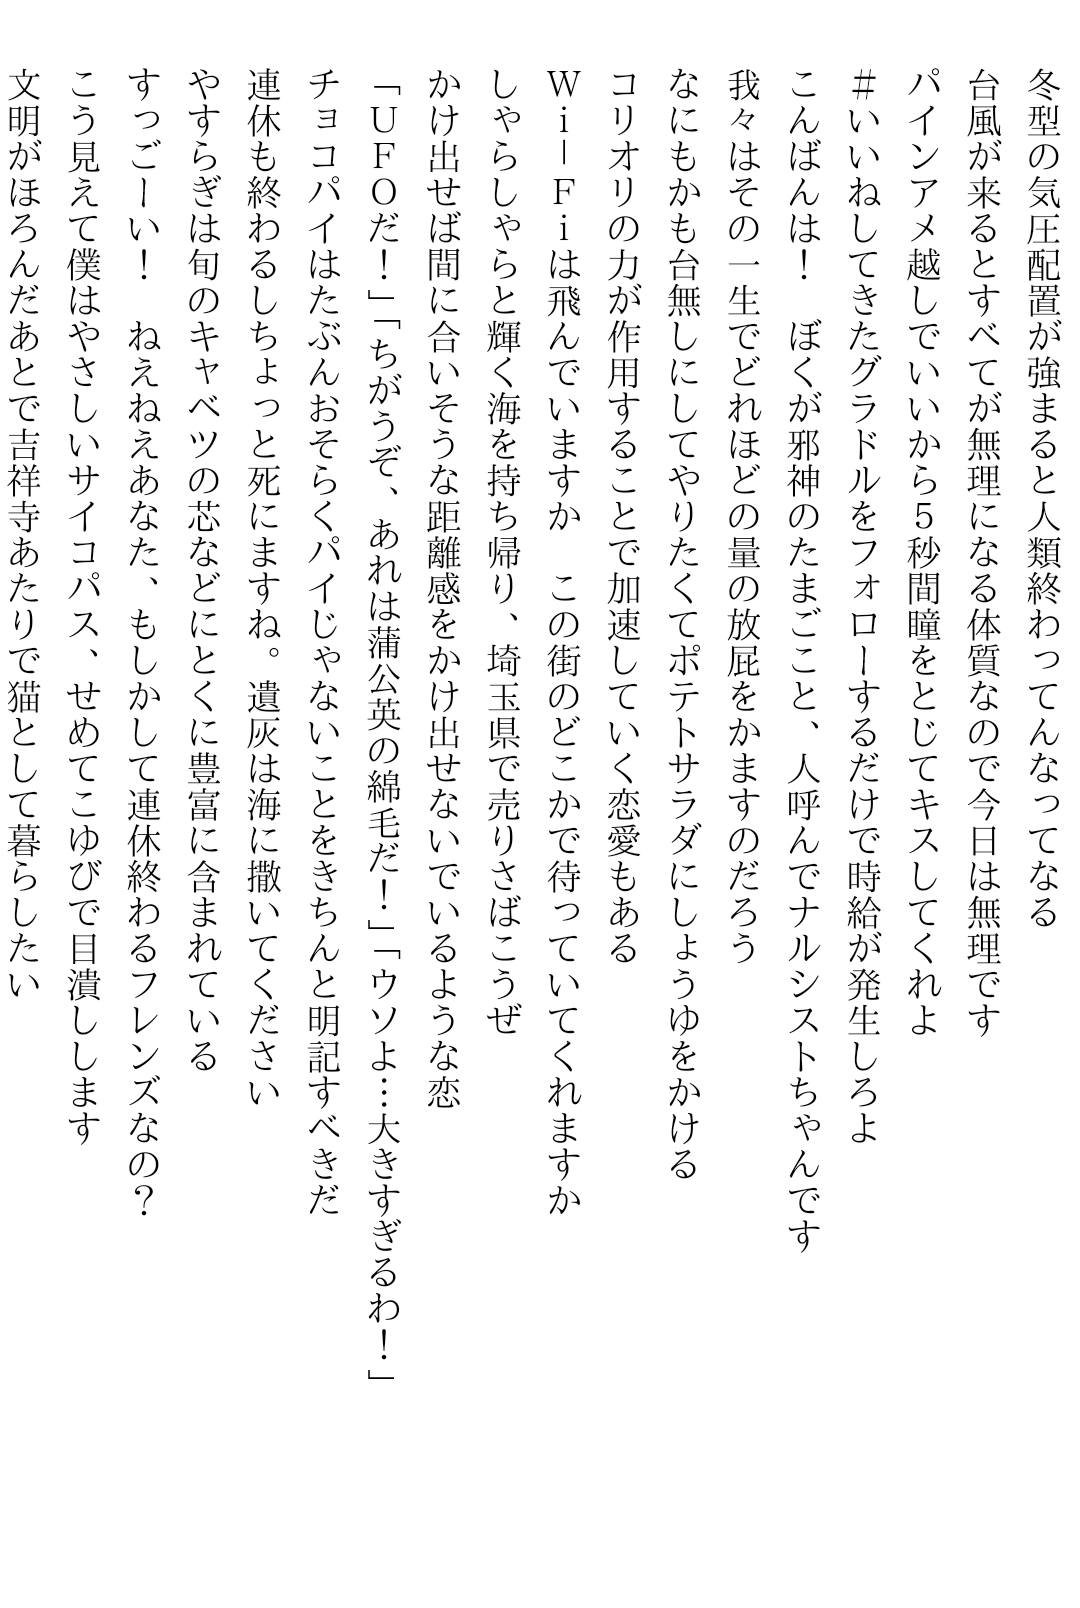 冬型の気圧配置が強まると人類終わってんなってなる
台風が来るとすべてが無理になる体質なので今日は無理です
パインアメ越しでいいから５秒間瞳をとじてキスしてくれよ
＃いいねしてきたグラドルをフォローするだけで時給が発生しろよ
こんばんは！　ぼくが邪神のたまごこと、人呼んでナルシストちゃんです
我々はその一生でどれほどの量の放屁をかますのだろう
なにもかも台無しにしてやりたくてポテトサラダにしょうゆをかける
コリオリの力が作用することで加速していく恋愛もある
Ｗｉ－Ｆｉは飛んでいますか　この街のどこかで待っていてくれますか
しゃらしゃらと輝く海を持ち帰り、埼玉県で売りさばこうぜ
かけ出せば間に合いそうな距離感をかけ出せないでいるような恋
「ＵＦＯだ！」「ちがうぞ、あれは蒲公英の綿毛だ！」「ウソよ…大きすぎるわ！」
チョコパイはたぶんおそらくパイじゃないことをきちんと明記すべきだ
連休も終わるしちょっと死にますね。遺灰は海に撒いてください
やすらぎは旬のキャベツの芯などにとくに豊富に含まれている
すっごーい！　ねえねえあなた、もしかして連休終わるフレンズなの？
こう見えて僕はやさしいサイコパス、せめてこゆびで目潰しします
文明がほろんだあとで吉祥寺あたりで猫として暮らしたい